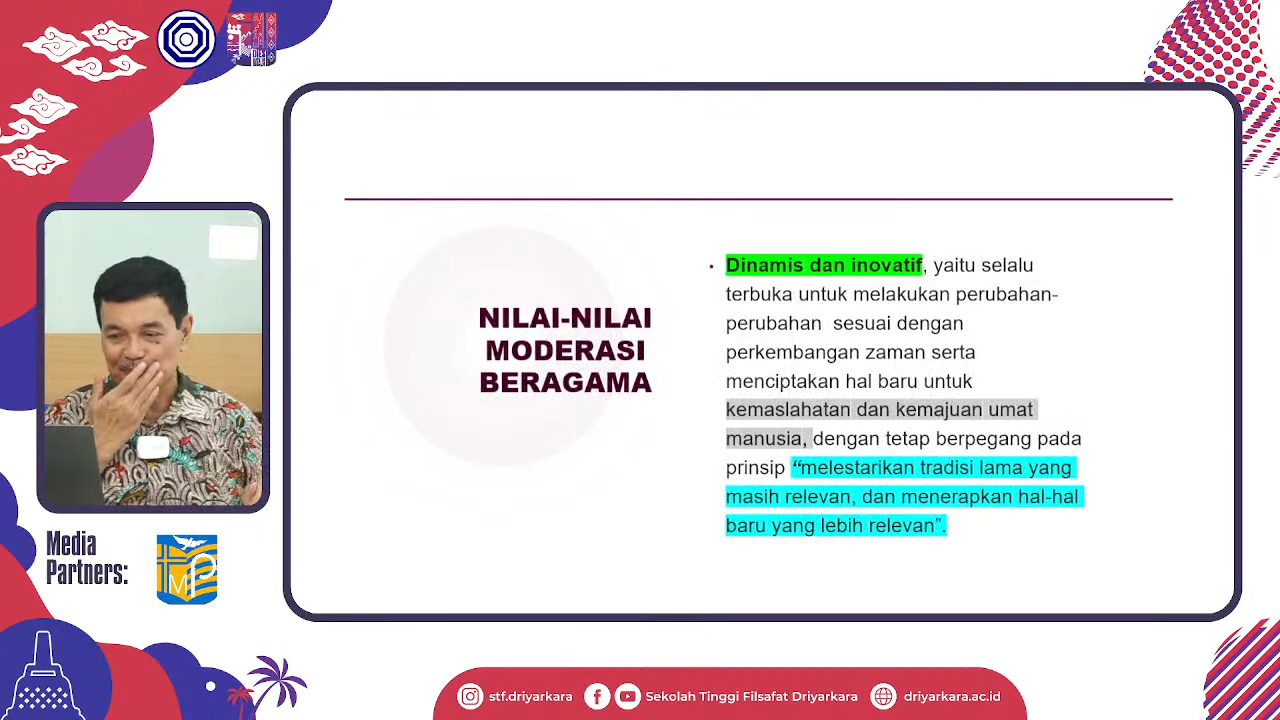 NILAI-NILAI
MODERASI
BERAGAMA
• Dinamis dan inovatif, yaitu selalu
terbuka untuk melakukan perubahan-
perubahan sesuai dengan
perkembangan zaman serta
menciptakan hal baru untuk
kemaslahatan dan kemajuan umat
manusia, dengan tetap berpegang pada
prinsip “melestarikan tradisi lama yang
masih relevan, dan menerapkan hal-hal
baru yang lebih relevan”.
Media
Partners:
MP
stf.driyarkara
Sekolah Tinggi Filsafat Driyarkara
driyarkara.ac.id